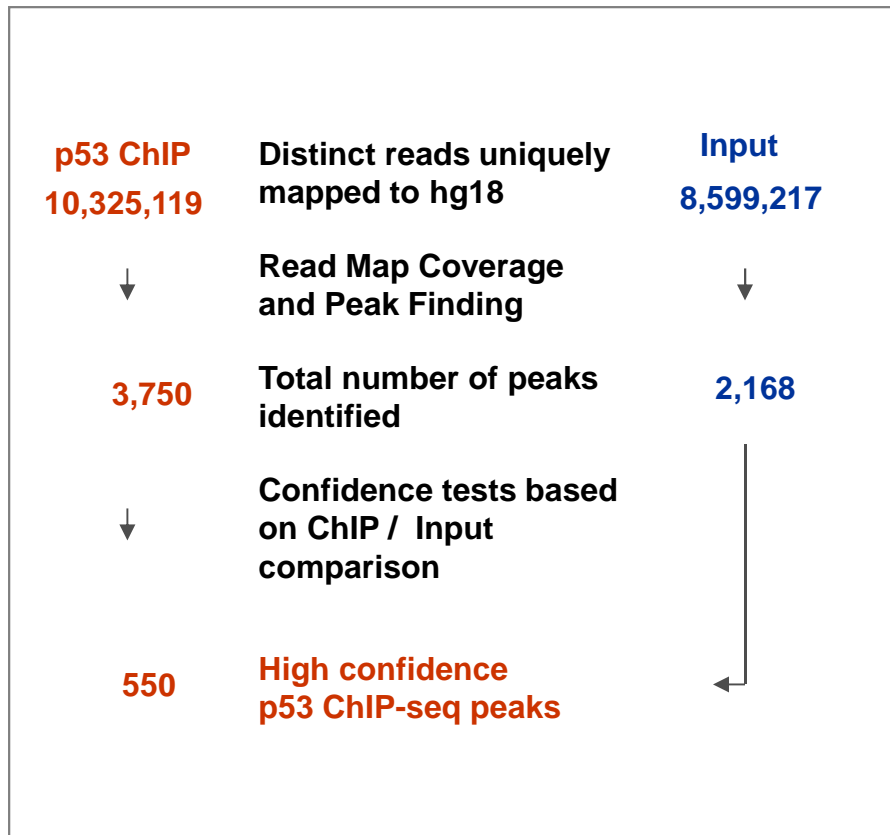 p53 ChIP
10,325,119
Distinct reads uniquely
mapped to hg18
Input
8,599,217
Read Map Coverage
and Peak Finding
3,750
Total number of peaks
identified
2,168
Confidence tests based
on ChIP / Input
comparison
550
High confidence
p53 ChIP-seq peaks